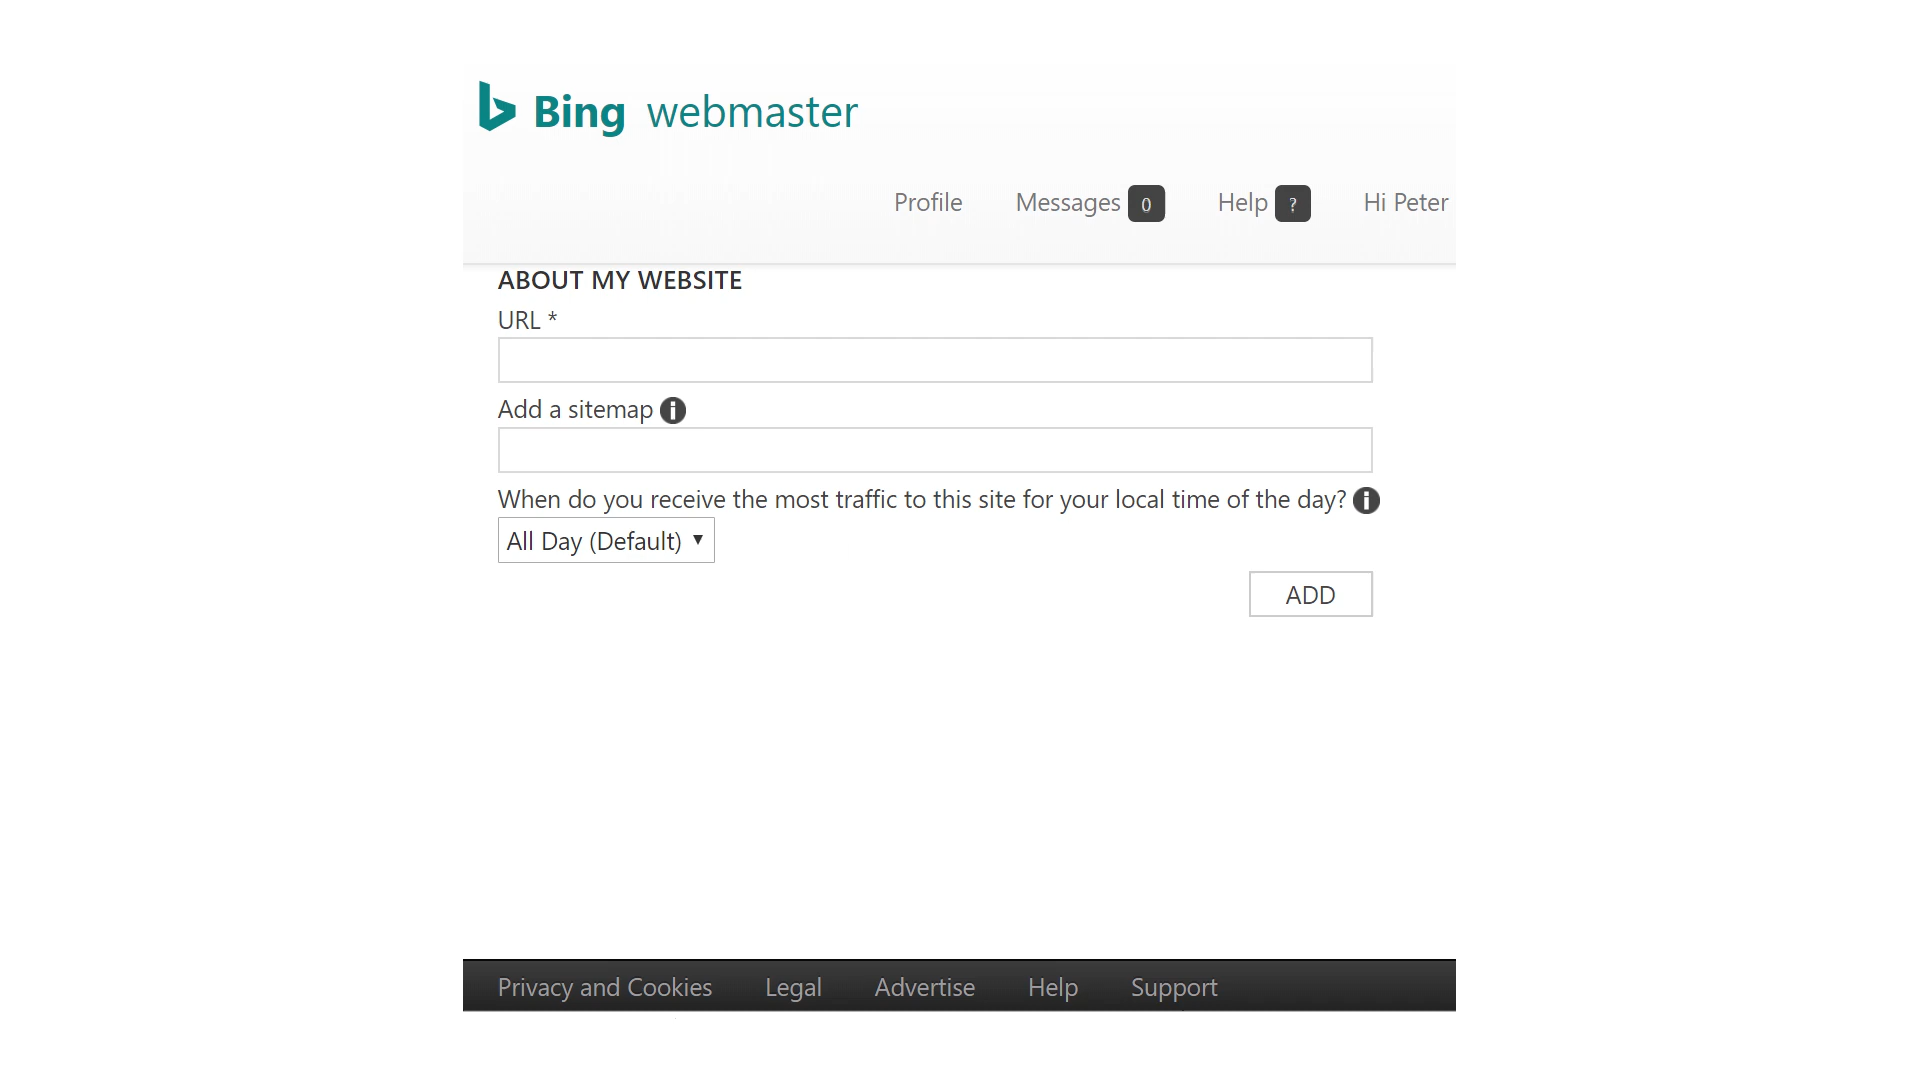 Bing webmaster
Profile Messages 0 Help ? Hi Peter
ABOUT MY WEBSITE
URL *
Add a sitemap i
When do you receive the most traffic to this site for your local time of the day? i
All Day (Default) ▼
ADD
Privacy and Cookies Legal Advertise Help Support